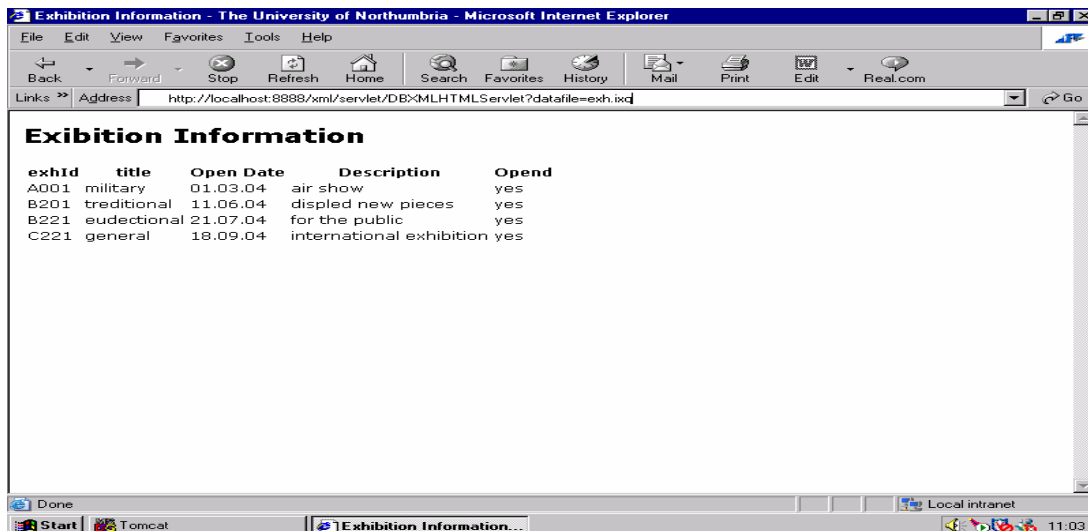 Exhibition Information - The University of Northumbria - Microsoft Internet Explorer
File Edit View Favorites Tools Help
Back Forward Stop Refresh Home Search Favorites History Mail Print Edit Real.com
Links >> Address http://localhost:8888/xml/servlet/DBXMLHTMLServlet?datafile=exh.ixq Go
Exibition Information
exhId title Open Date Description Opend
A001 military 01.03.04 air show yes
B201 treditional 11.06.04 displed new pieces yes
B221 eudectional 21.07.04 for the public yes
C221 general 18.09.04 international exhibition yes
Done Local intranet
Start Tomcat Exhibition Information... 11:03